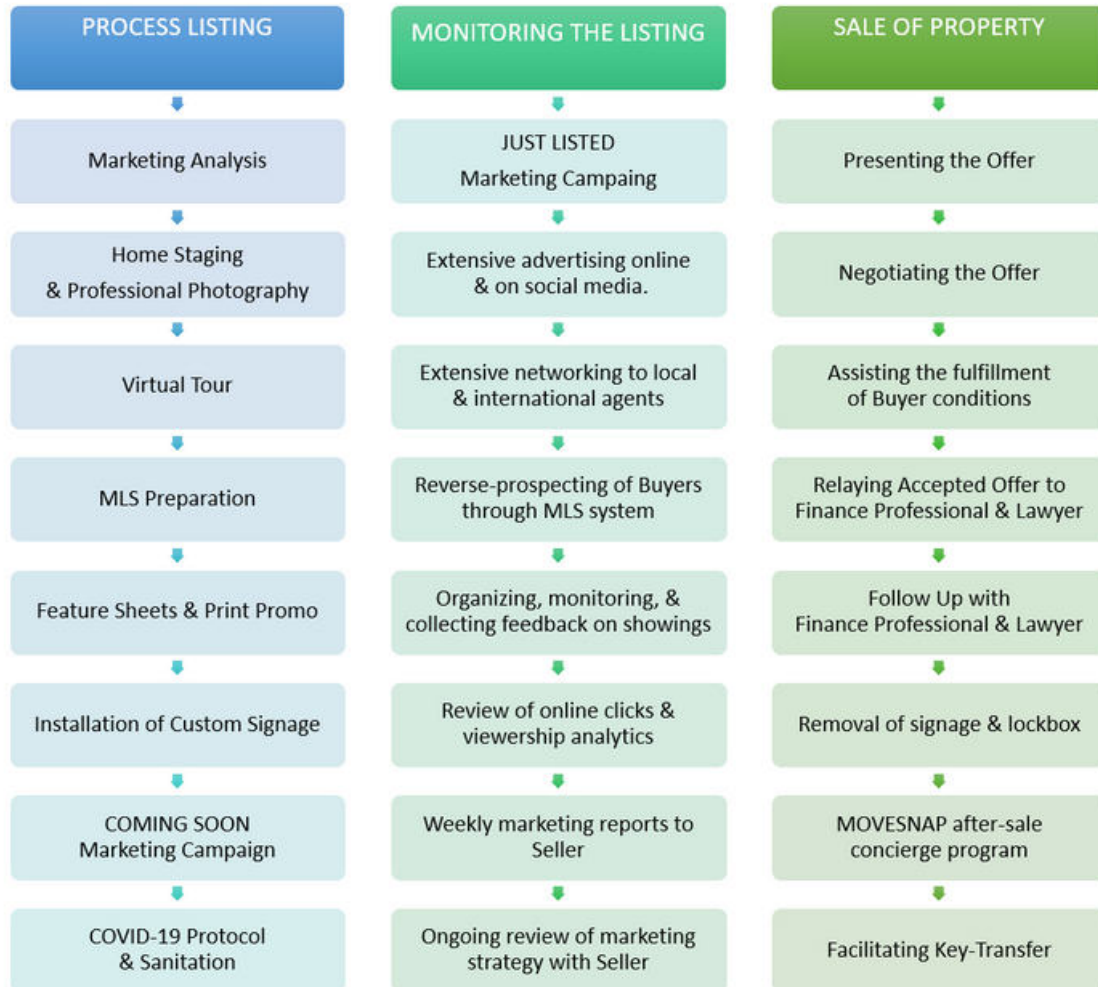 PROCESS LISTING
Marketing Analysis
Home Staging
& Professional Photography
Virtual Tour
MLS Preparation
Feature Sheets & Print Promo
Installation of Custom Signage
COMING SOON
Marketing Campaign
COVID-19 Protocol
& Sanitation
MONITORING THE LISTING
JUST LISTED
Marketing Campaing
Extensive advertising online
& on social media.
Extensive networking to local
& international agents
Reverse-prospecting of Buyers
through MLS system
Organizing, monitoring, &
collecting feedback on showings
Review of online clicks &
viewership analytics
Weekly marketing reports to
Seller
Ongoing review of marketing
strategy with Seller
SALE OF PROPERTY
Presenting the Offer
Negotiating the Offer
Assisting the fulfillment
of Buyer conditions
Relaying Accepted Offer to
Finance Professional & Lawyer
Follow Up with
Finance Professional & Lawyer
Removal of signage & lockbox
MOVESNAP after-sale
concierge program
Facilitating Key-Transfer